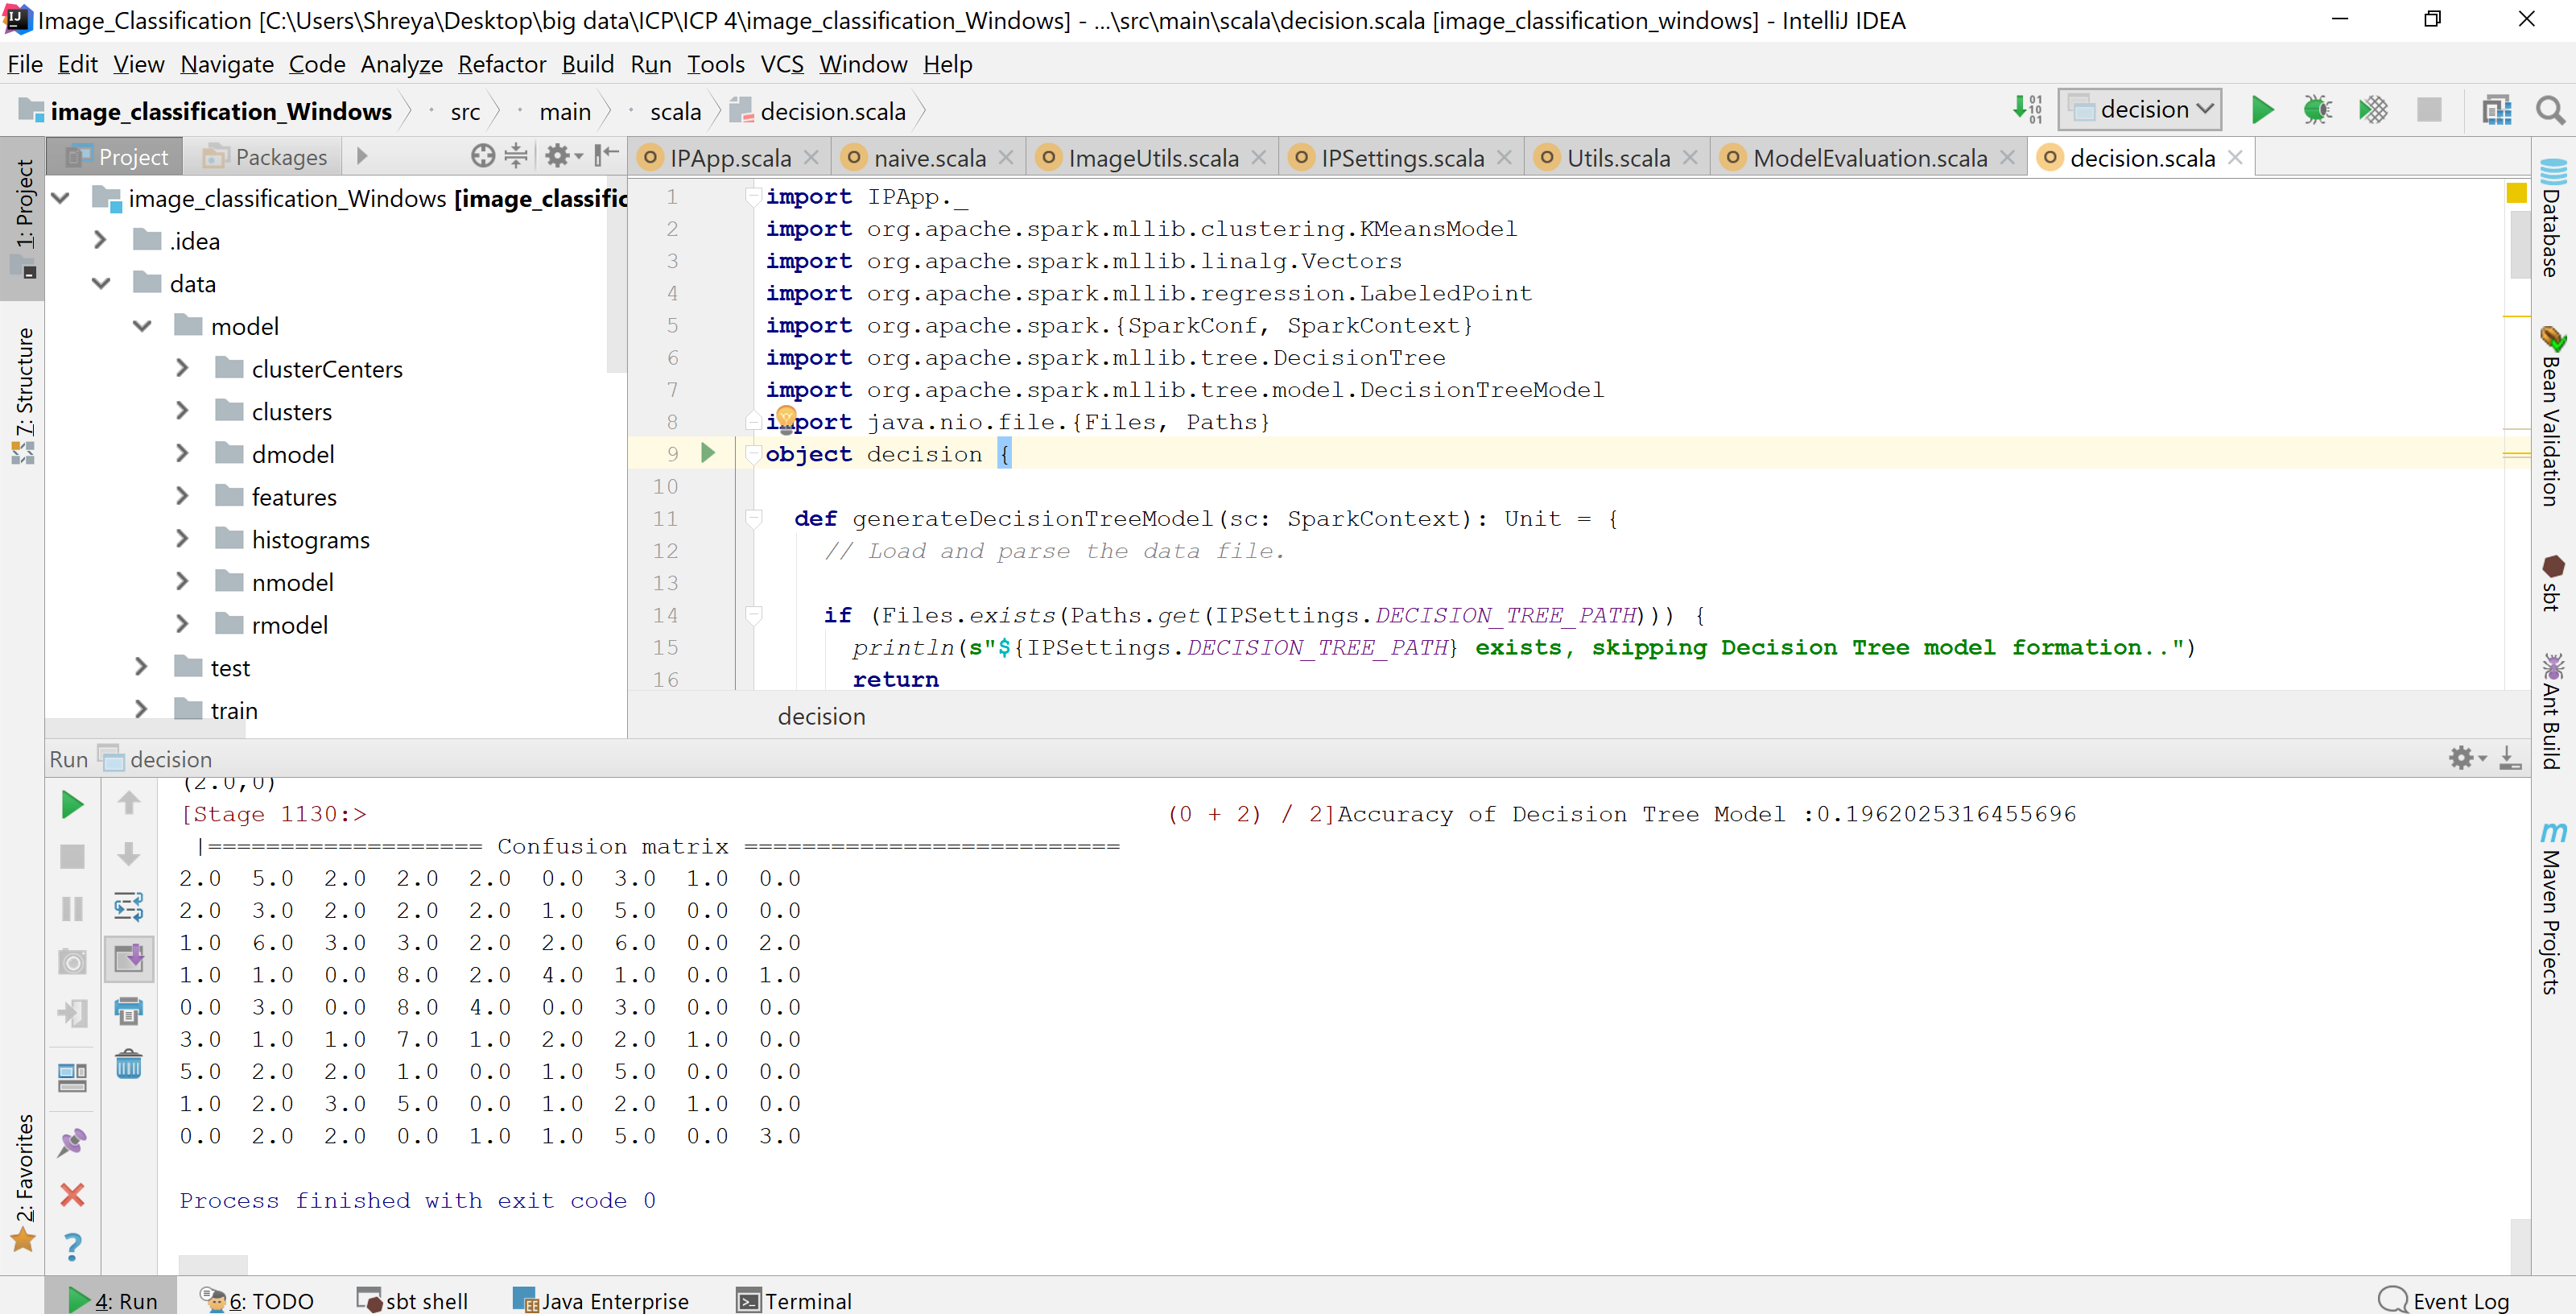 Image_Classification [C:\Users\Shreya\Desktop\big data\ICP\ICP 4\image_classification_Windows] - ...\src\main\scala\decision.scala [image_classification_windows] - IntelliJ IDEA
File Edit View Navigate Code Analyze Refactor Build Run Tools VCS Window Help
image_classification_Windows src main scala decision.scala decision
Project Packages IPApp.scala naive.scala ImageUtils.scala IPSettings.scala Utils.scala ModelEvaluation.scala decision.scala
1: Project
7: Structure
2: Favorites
image_classification_Windows [image_classific
.idea
data
model
clusterCenters
clusters
dmodel
features
histograms
nmodel
rmodel
test
train
1 import IPApp._
2 import org.apache.spark.mllib.clustering.KMeansModel
3 import org.apache.spark.mllib.linalg.Vectors
4 import org.apache.spark.mllib.regression.LabeledPoint
5 import org.apache.spark.{SparkConf, SparkContext}
6 import org.apache.spark.mllib.tree.DecisionTree
7 import org.apache.spark.mllib.tree.model.DecisionTreeModel
8 import java.nio.file.{Files, Paths}
9 object decision {
10
11 def generateDecisionTreeModel(sc: SparkContext): Unit = {
12 // Load and parse the data file.
13
14 if (Files.exists(Paths.get(IPSettings.DECISION_TREE_PATH))) {
15 println(s"${IPSettings.DECISION_TREE_PATH} exists, skipping Decision Tree model formation..")
16 return
decision
Database
Bean Validation
sbt
Ant Build
Maven Projects
Run decision
(2.0,0)
[Stage 1130:> (0 + 2) / 2]Accuracy of Decision Tree Model :0.1962025316455696
|=================== Confusion matrix ==========================
2.0 5.0 2.0 2.0 2.0 0.0 3.0 1.0 0.0
2.0 3.0 2.0 2.0 2.0 1.0 5.0 0.0 0.0
1.0 6.0 3.0 3.0 2.0 2.0 6.0 0.0 2.0
1.0 1.0 0.0 8.0 2.0 4.0 1.0 0.0 1.0
0.0 3.0 0.0 8.0 4.0 0.0 3.0 0.0 0.0
3.0 1.0 1.0 7.0 1.0 2.0 2.0 1.0 0.0
5.0 2.0 2.0 1.0 0.0 1.0 5.0 0.0 0.0
1.0 2.0 3.0 5.0 0.0 1.0 2.0 1.0 0.0
0.0 2.0 2.0 0.0 1.0 1.0 5.0 0.0 3.0
Process finished with exit code 0
4: Run 6: TODO sbt shell Java Enterprise Terminal Event Log